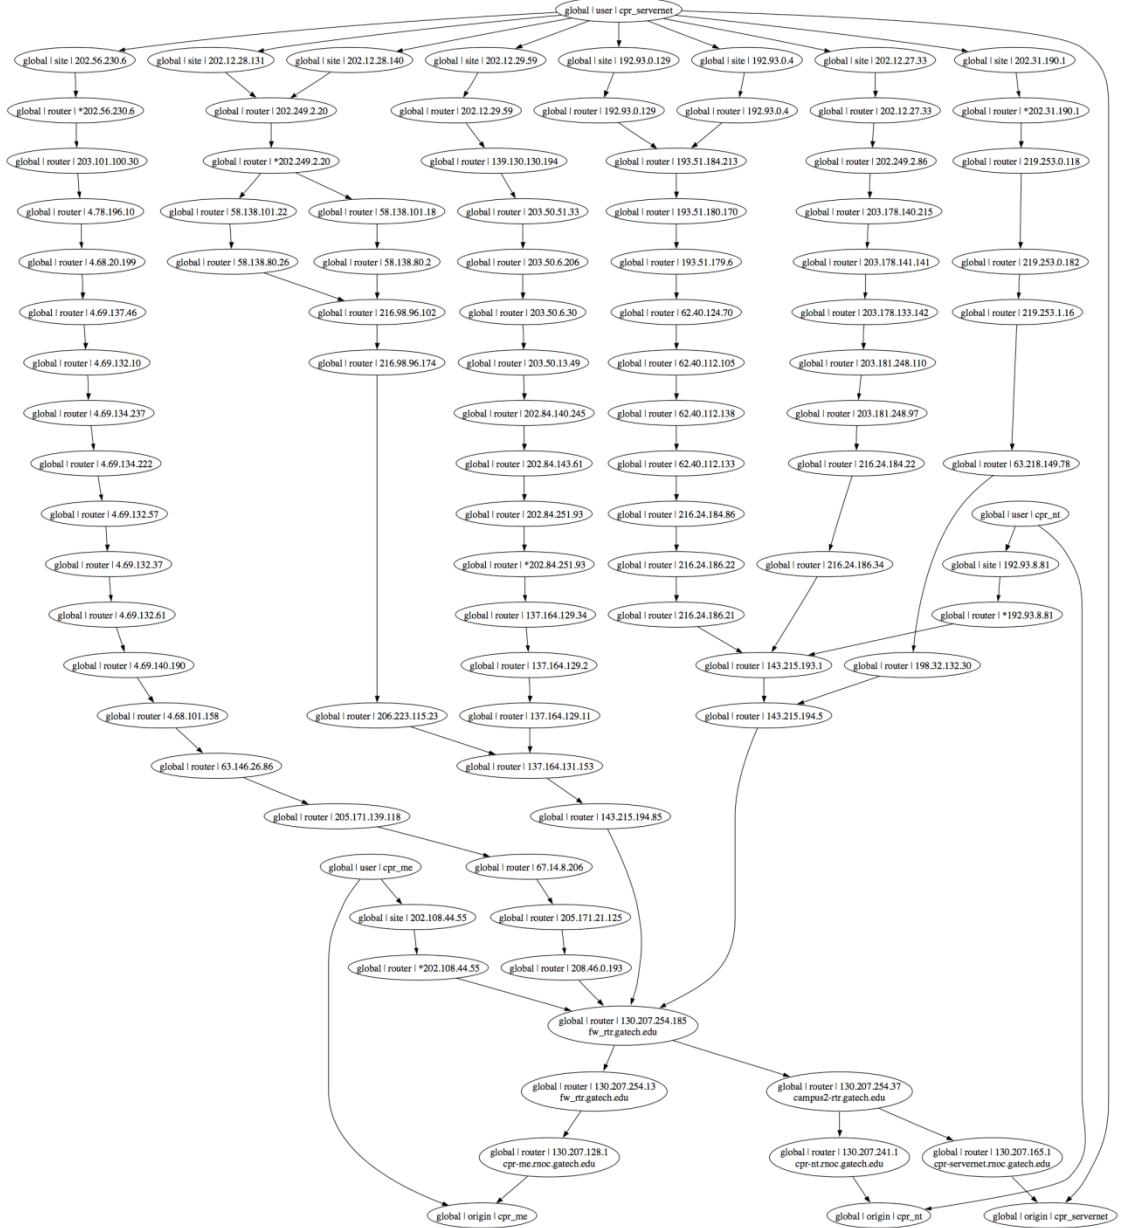 global | user | cpr_servernet
global | site | 202.56.230.6
global | site | 202.12.28.131
global | site | 202.12.28.140
global | site | 202.12.29.59
global | site | 192.93.0.129
global | site | 192.93.0.4
global | site | 202.12.27.33
global | site | 202.31.190.1
global | router | *202.56.230.6
global | router | 202.249.2.20
global | router | 202.12.29.59
global | router | 192.93.0.129
global | router | 192.93.0.4
global | router | 202.12.27.33
global | router | *202.31.190.1
global | router | 203.101.100.30
global | router | *202.249.2.20
global | router | 139.130.130.194
global | router | 193.51.184.213
global | router | 202.249.2.86
global | router | 219.253.0.118
global | router | 4.78.196.10
global | router | 58.138.101.22
global | router | 58.138.101.18
global | router | 203.50.51.33
global | router | 193.51.180.170
global | router | 203.178.140.215
global | router | 4.68.20.199
global | router | 58.138.80.26
global | router | 58.138.80.2
global | router | 203.50.6.206
global | router | 193.51.179.6
global | router | 203.178.141.141
global | router | 219.253.0.182
global | router | 4.69.137.46
global | router | 216.98.96.102
global | router | 203.50.6.30
global | router | 62.40.124.70
global | router | 203.178.133.142
global | router | 219.253.1.16
global | router | 4.69.132.10
global | router | 216.98.96.174
global | router | 203.50.13.49
global | router | 62.40.112.105
global | router | 203.181.248.110
global | router | 4.69.134.237
global | router | 202.84.140.245
global | router | 62.40.112.138
global | router | 203.181.248.97
global | router | 4.69.134.222
global | router | 202.84.143.61
global | router | 62.40.112.133
global | router | 216.24.184.22
global | router | 63.218.149.78
global | router | 4.69.132.57
global | router | 202.84.251.93
global | router | 216.24.184.86
global | user | cpr_nt
global | router | 4.69.132.37
global | router | *202.84.251.93
global | router | 216.24.186.22
global | router | 216.24.186.34
global | site | 192.93.8.81
global | router | 4.69.132.61
global | router | 137.164.129.34
global | router | 216.24.186.21
global | router | *192.93.8.81
global | router | 4.69.140.190
global | router | 137.164.129.2
global | router | 143.215.193.1
global | router | 198.32.132.30
global | router | 4.68.101.158
global | router | 206.223.115.23
global | router | 137.164.129.11
global | router | 143.215.194.5
global | router | 63.146.26.86
global | router | 137.164.131.153
global | router | 205.171.139.118
global | router | 143.215.194.85
global | user | cpr_me
global | router | 67.14.8.206
global | site | 202.108.44.55
global | router | 205.171.21.125
global | router | *202.108.44.55
global | router | 208.46.0.193
global | router | 130.207.254.185
fw_rtr.gatech.edu
global | router | 130.207.254.13
fw_rtr.gatech.edu
global | router | 130.207.254.37
campus2-rtr.gatech.edu
global | router | 130.207.128.1
cpr-me.rnoc.gatech.edu
global | router | 130.207.241.1
cpr-nt.rnoc.gatech.edu
global | router | 130.207.165.1
cpr-servernet.rnoc.gatech.edu
global | origin | cpr_me
global | origin | cpr_nt
global | origin | cpr_servernet